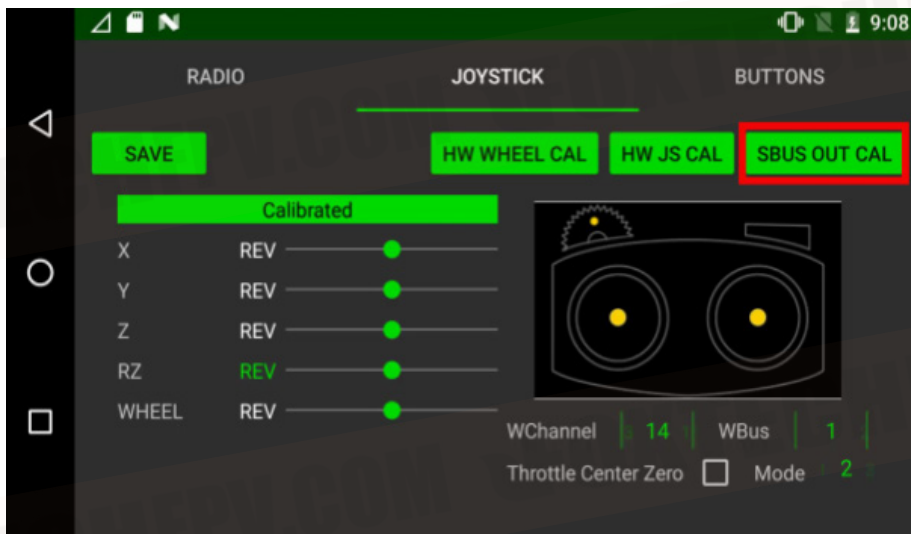 9:08
RADIO JOYSTICK BUTTONS
SAVE HW WHEEL CAL HW JS CAL SBUS OUT CAL
Calibrated
X REV
Y REV
Z REV
RZ REV
WHEEL REV
WChannel 14 WBus 1
Throttle Center Zero Mode 2